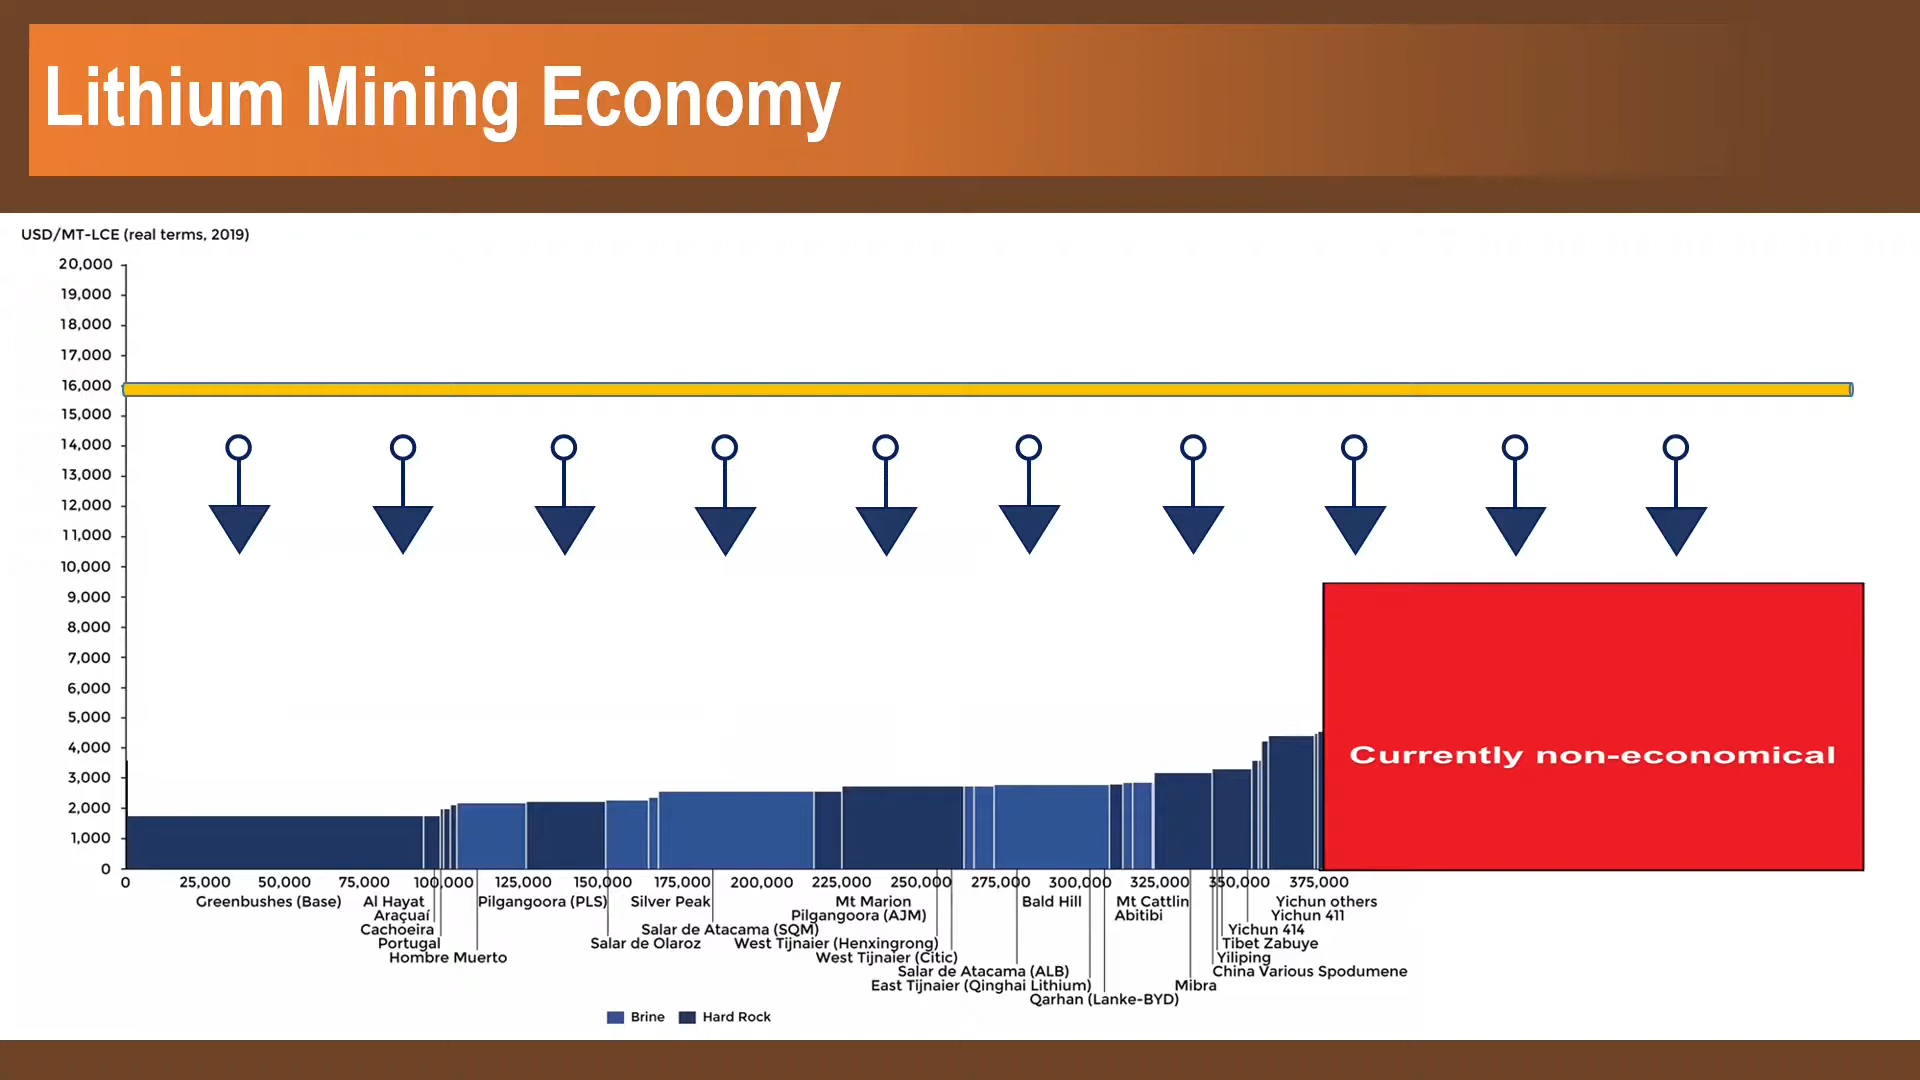 Lithium Mining Economy
USD/MT-LCE (real terms, 2019)
20,000
19,000
18,000
17,000
16,000
15,000
14,000
13,000
12,000
11,000
10,000
9,000
8,000
7,000
6,000
5,000
4,000
3,000
2,000
1,000
0
Currently non-economical
0 25,000 50,000 75,000 100,000 125,000 150,000 175,000 200,000 225,000 250,000 275,000 300,000 325,000 350,000 375,000
Greenbushes (Base) Al Hayat Pilgangoora (PLS) Silver Peak Mt Marion Bald Hill Mt Cattlin Yichun others
Araçuaí Pilgangoora (AJM) Abitibi Yichun 411
Cachoeira Salar de Atacama (SQM) Yichun 414
Portugal Salar de Olaroz West Tijnaier (Henxingrong) Tibet Zabuye
Hombre Muerto West Tijnaier (Citic) Yiliping
Salar de Atacama (ALB) China Various Spodumene
East Tijnaier (Qinghai Lithium) Mibra
Qarhan (Lanke-BYD)
Brine Hard Rock